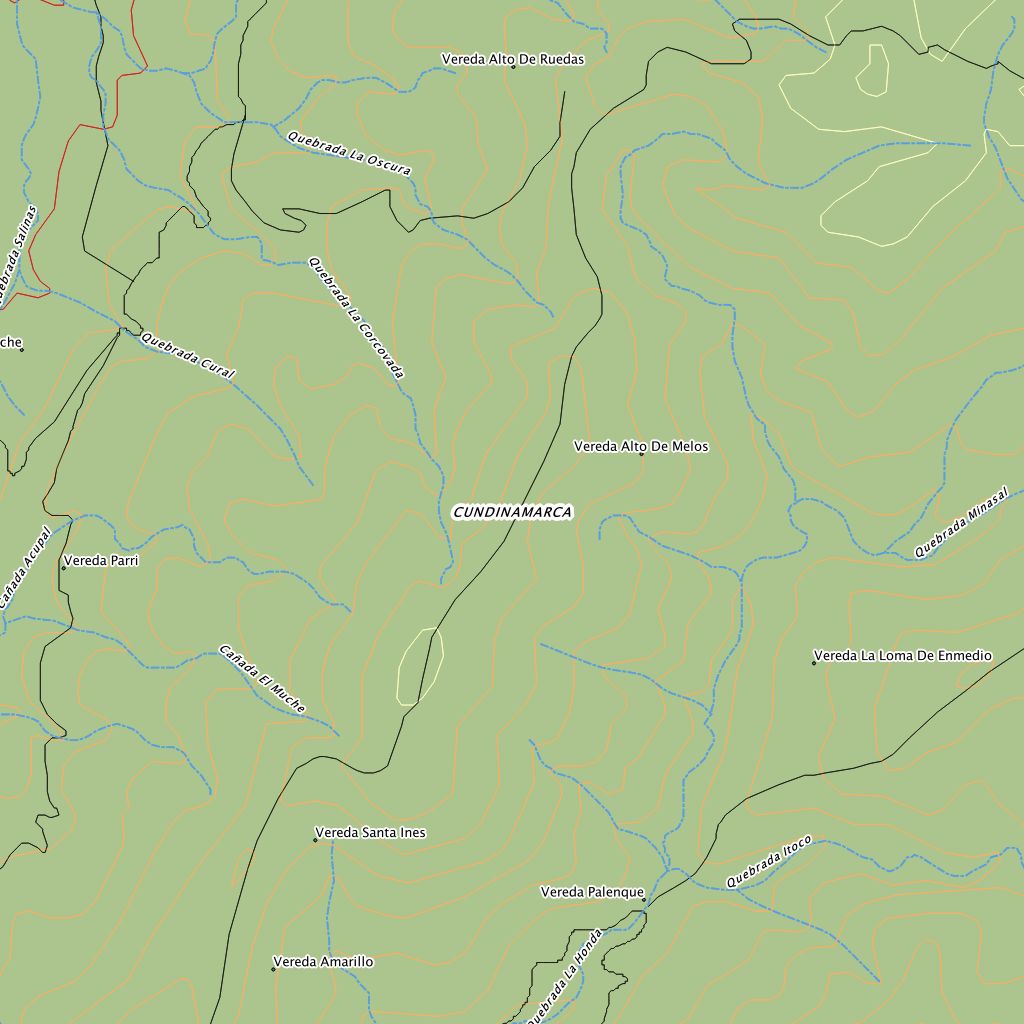 Vereda Alto De Ruedas
Quebrada La Oscura
Quebrada La Corcovada
Quebrada Cural
Vereda Alto De Melos
CUNDINAMARCA
Quebrada Minasal
Cañada Acupal
Vereda Parri
Vereda La Loma De Enmedio
Cañada El Muche
Vereda Santa Ines
Quebrada Itoco
Vereda Palenque
Vereda Amarillo
Quebrada La Honda
ebrada Salinas
che